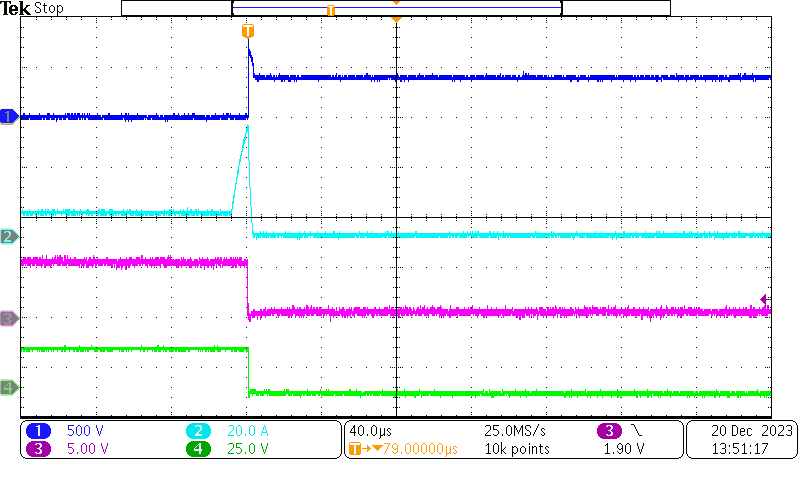 Tek Stop
T
T
1
2
3
4
1 500 V 2 20.0 A 40.0µs 25.0MS/s 3 20 Dec 2023
3 5.00 V 4 25.0 V T→▼79.00000µs 10k points 1.90 V 13:51:17